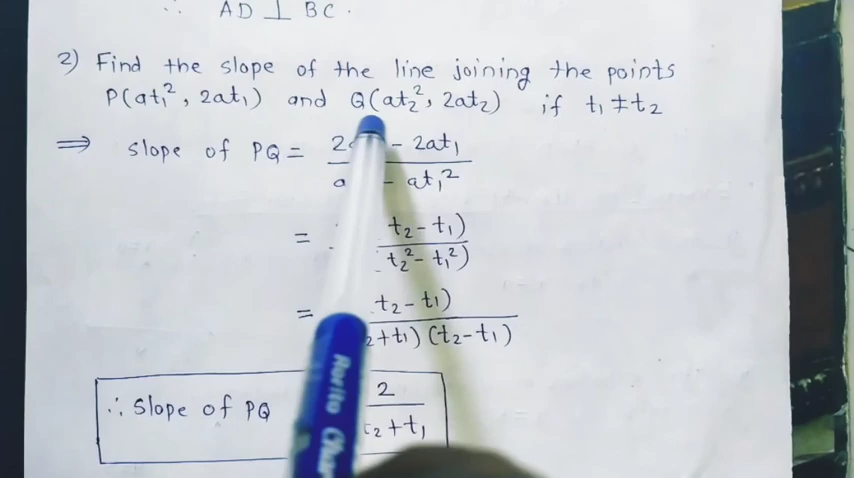 ∴ AD ⊥ BC.
2) Find the slope of the line joining the points
P(at₁², 2at₁) and Q(at₂², 2at₂) if t₁ ≠ t₂
⇒ slope of PQ = 2 - 2at₁
a - at₁²
= t₂ - t₁)
t₂² - t₁²)
= t₂ - t₁)
₂+t₁) (t₂-t₁)
∴ Slope of PQ 2
t₂+t₁
Rorito